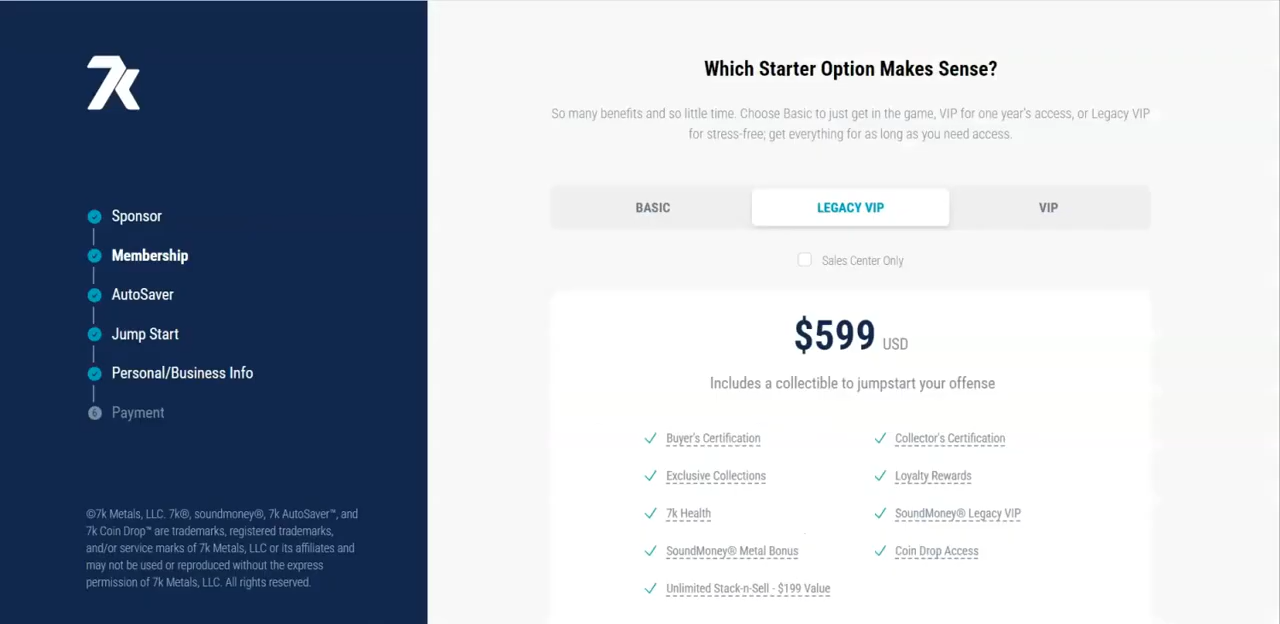 7k
Sponsor
Membership
AutoSaver
Jump Start
Personal/Business Info
6 Payment
©7k Metals, LLC. 7k®, soundmoney®, 7k AutoSaver™, and
7k Coin Drop™ are trademarks, registered trademarks,
and/or service marks of 7k Metals, LLC or its affiliates and
may not be used or reproduced without the express
permission of 7k Metals, LLC. All rights reserved.
Which Starter Option Makes Sense?
So many benefits and so little time. Choose Basic to just get in the game, VIP for one year's access, or Legacy VIP
for stress-free; get everything for as long as you need access.
BASIC LEGACY VIP VIP
Sales Center Only
$599 USD
Includes a collectible to jumpstart your offense
Buyer's Certification Collector's Certification
Exclusive Collections Loyalty Rewards
7k Health SoundMoney® Legacy VIP
SoundMoney® Metal Bonus Coin Drop Access
Unlimited Stack-n-Sell - $199 Value